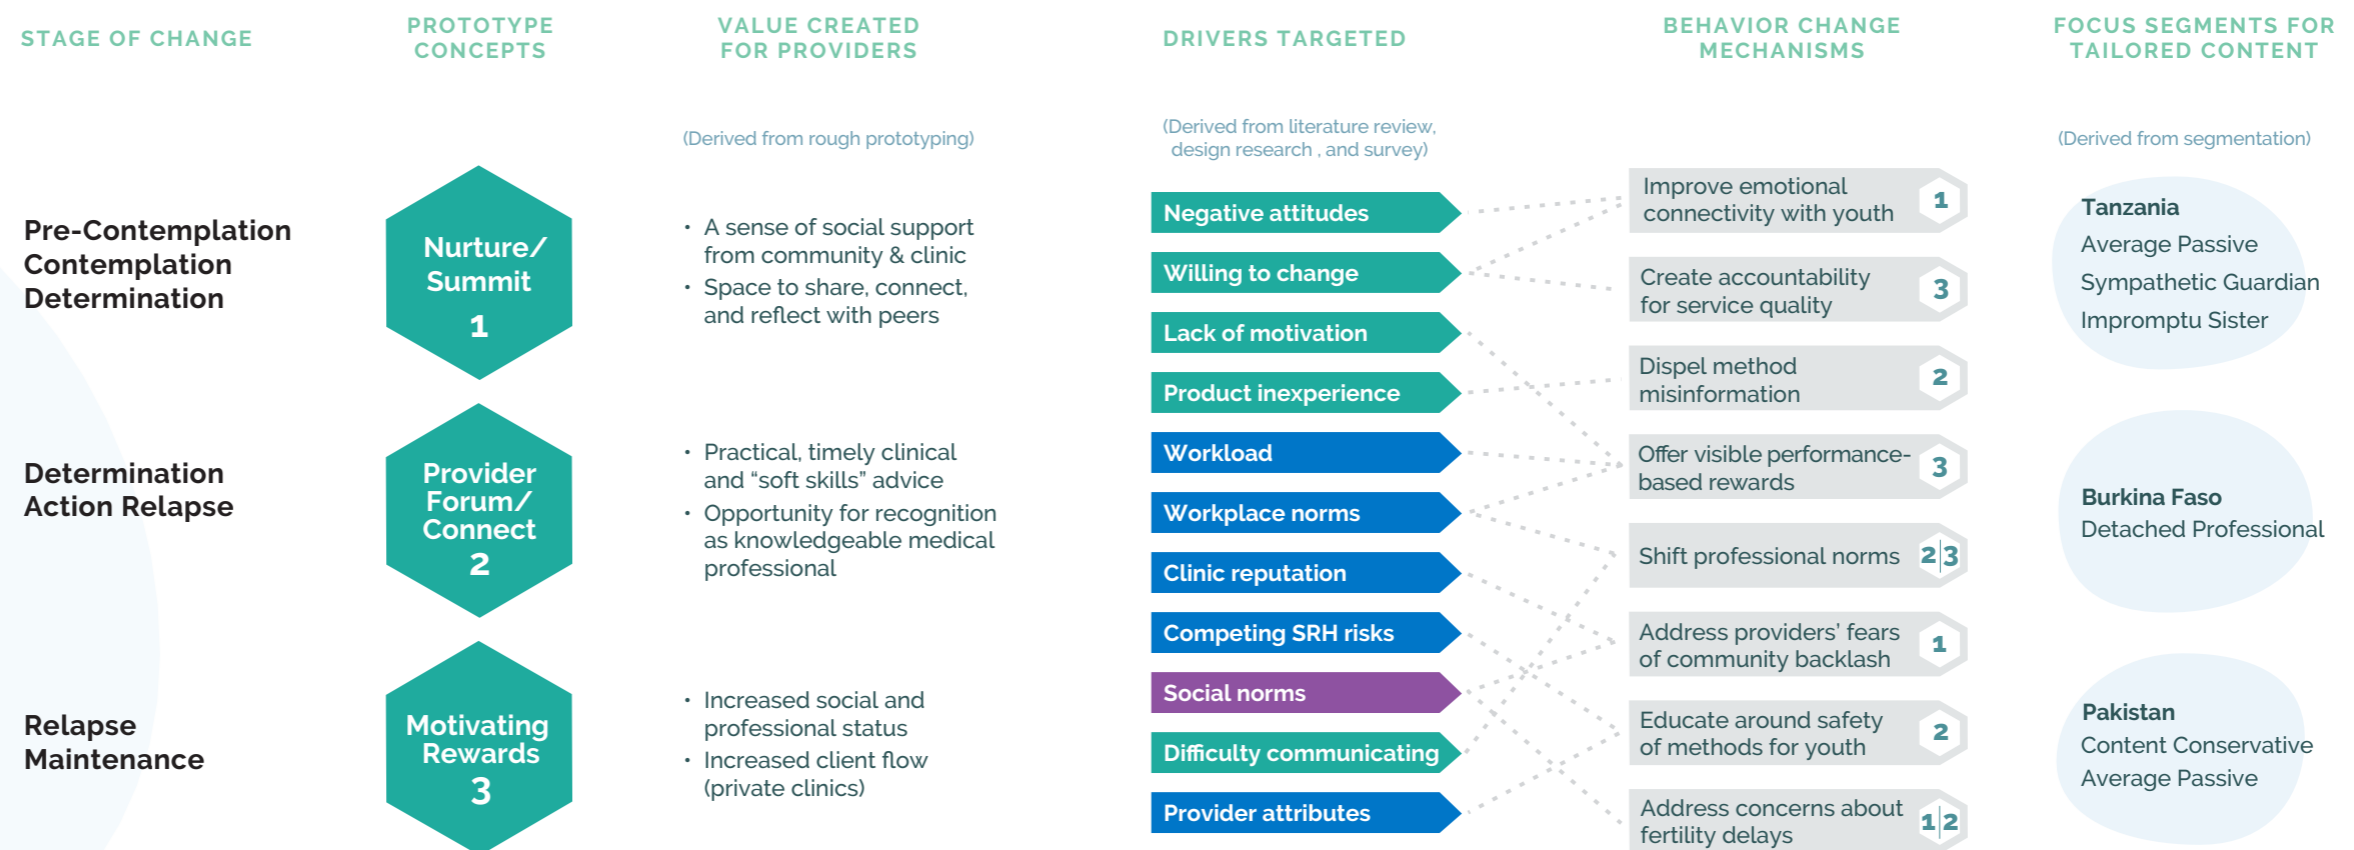 STAGE OF CHANGE
PROTOTYPE
CONCEPTS
VALUE CREATED
FOR PROVIDERS
DRIVERS TARGETED
BEHAVIOR CHANGE
MECHANISMS
FOCUS SEGMENTS FOR
TAILORED CONTENT
(Derived from rough prototyping)
(Derived from literature review,
design research , and survey)
(Derived from segmentation)
Pre-Contemplation
Contemplation
Determination
Nurture/
Summit
1
• A sense of social support
from community & clinic
• Space to share, connect,
and reflect with peers
Determination
Action Relapse
Provider
Forum/
Connect
2
• Practical, timely clinical
and “soft skills” advice
• Opportunity for recognition
as knowledgeable medical
professional
Relapse
Maintenance
Motivating
Rewards
3
• Increased social and
professional status
• Increased client flow
(private clinics)
Negative attitudes
Willing to change
Lack of motivation
Product inexperience
Workload
Workplace norms
Clinic reputation
Competing SRH risks
Social norms
Difficulty communicating
Provider attributes
Improve emotional
connectivity with youth
1
Create accountability
for service quality
3
Dispel method
misinformation
2
Offer visible performance-
based rewards
3
Shift professional norms
2|3
Address providers’ fears
of community backlash
1
Educate around safety
of methods for youth
2
Address concerns about
fertility delays
1|2
Tanzania
Average Passive
Sympathetic Guardian
Impromptu Sister
Burkina Faso
Detached Professional
Pakistan
Content Conservative
Average Passive